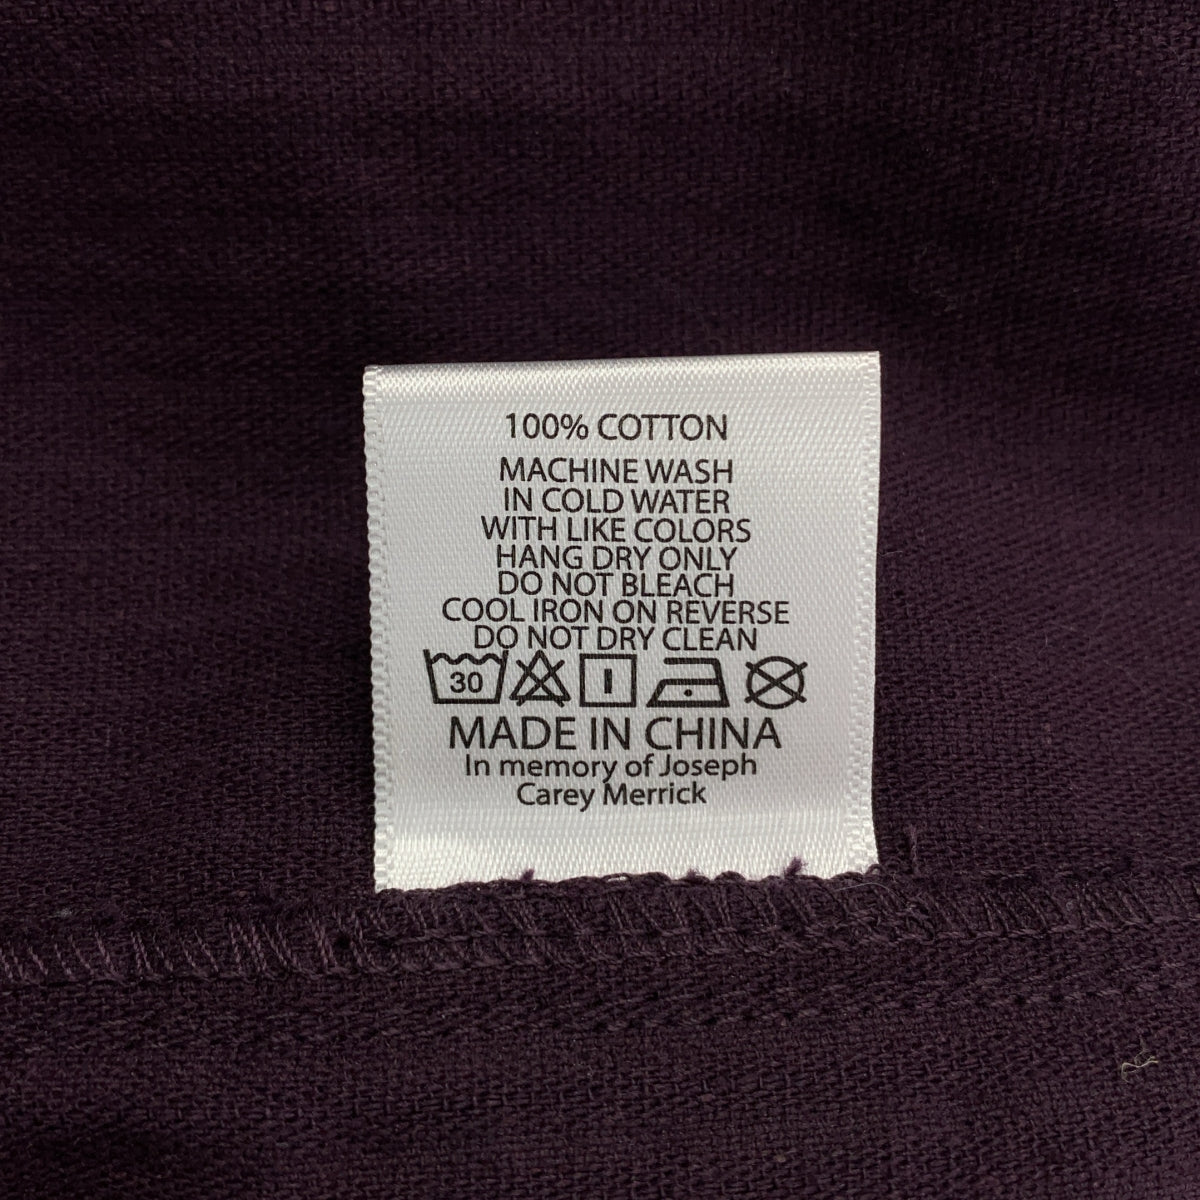 100% COTTON
MACHINE WASH
IN COLD WATER
WITH LIKE COLORS
HANG DRY ONLY
DO NOT BLEACH
COOL IRON ON REVERSE
DO NOT DRY CLEAN
30
MADE IN CHINA
In memory of Joseph
Carey Merrick